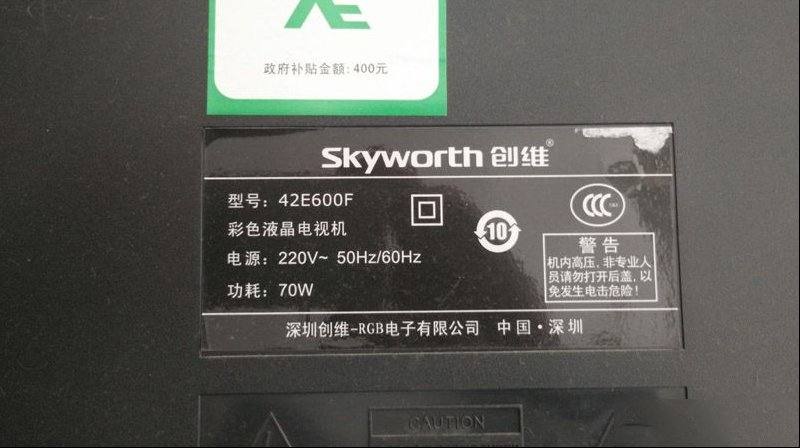 政府补贴金额:400元
Skyworth 创维®
型号：42E600F
彩色液晶电视机
电源：220V~ 50Hz/60Hz
功耗：70W
10
CCC
警告
机内高压,非专业人
员请勿打开后盖,以
免发生电击危险！
深圳创维-RGB电子有限公司 中国·深圳
CAUTION